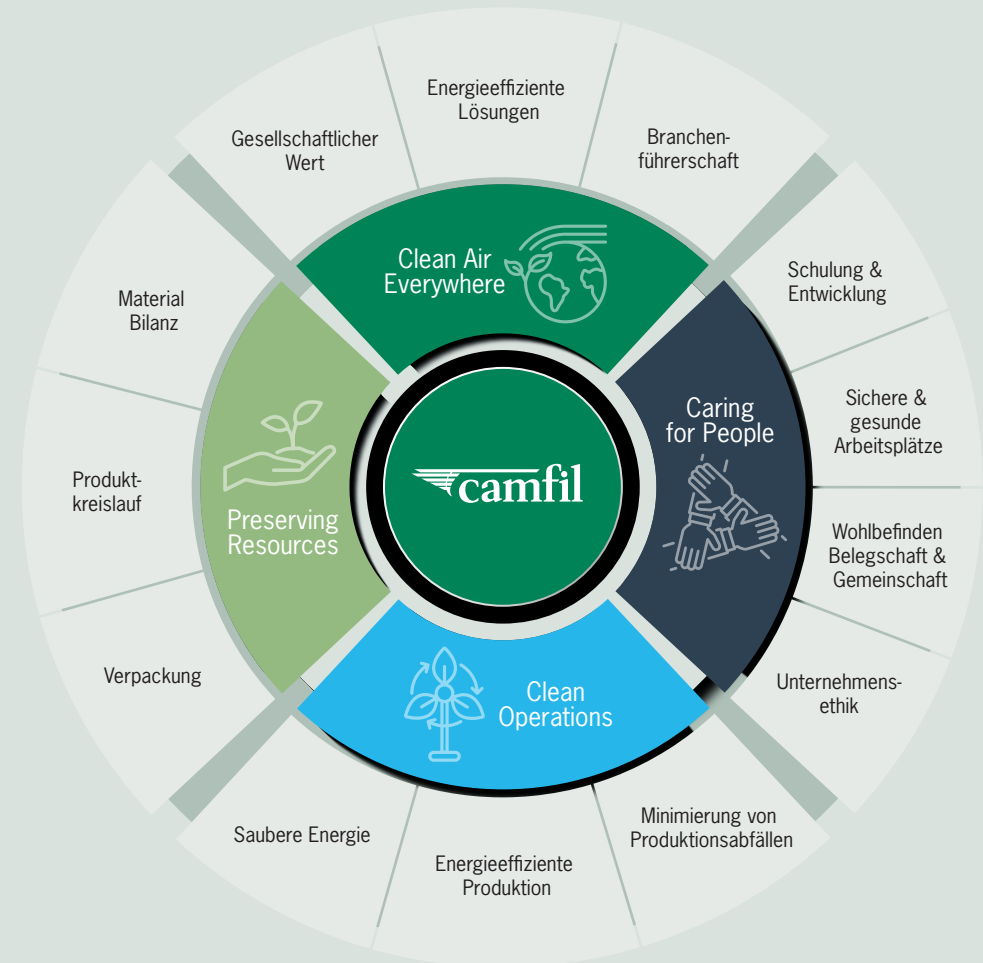 Energieeffiziente
Lösungen
Gesellschaftlicher
Wert
Branchen-
führerschaft
Clean Air
Everywhere
Schulung &
Entwicklung
Material
Bilanz
Sichere &
gesunde
Arbeitsplätze
Caring
for People
Produkt-
kreislauf
camfil
Preserving
Resources
Wohlbefinden
Belegschaft &
Gemeinschaft
Verpackung
Unternehmens-
ethik
Clean
Operations
Saubere Energie
Minimierung von
Produktionsabfällen
Energieeffiziente
Produktion